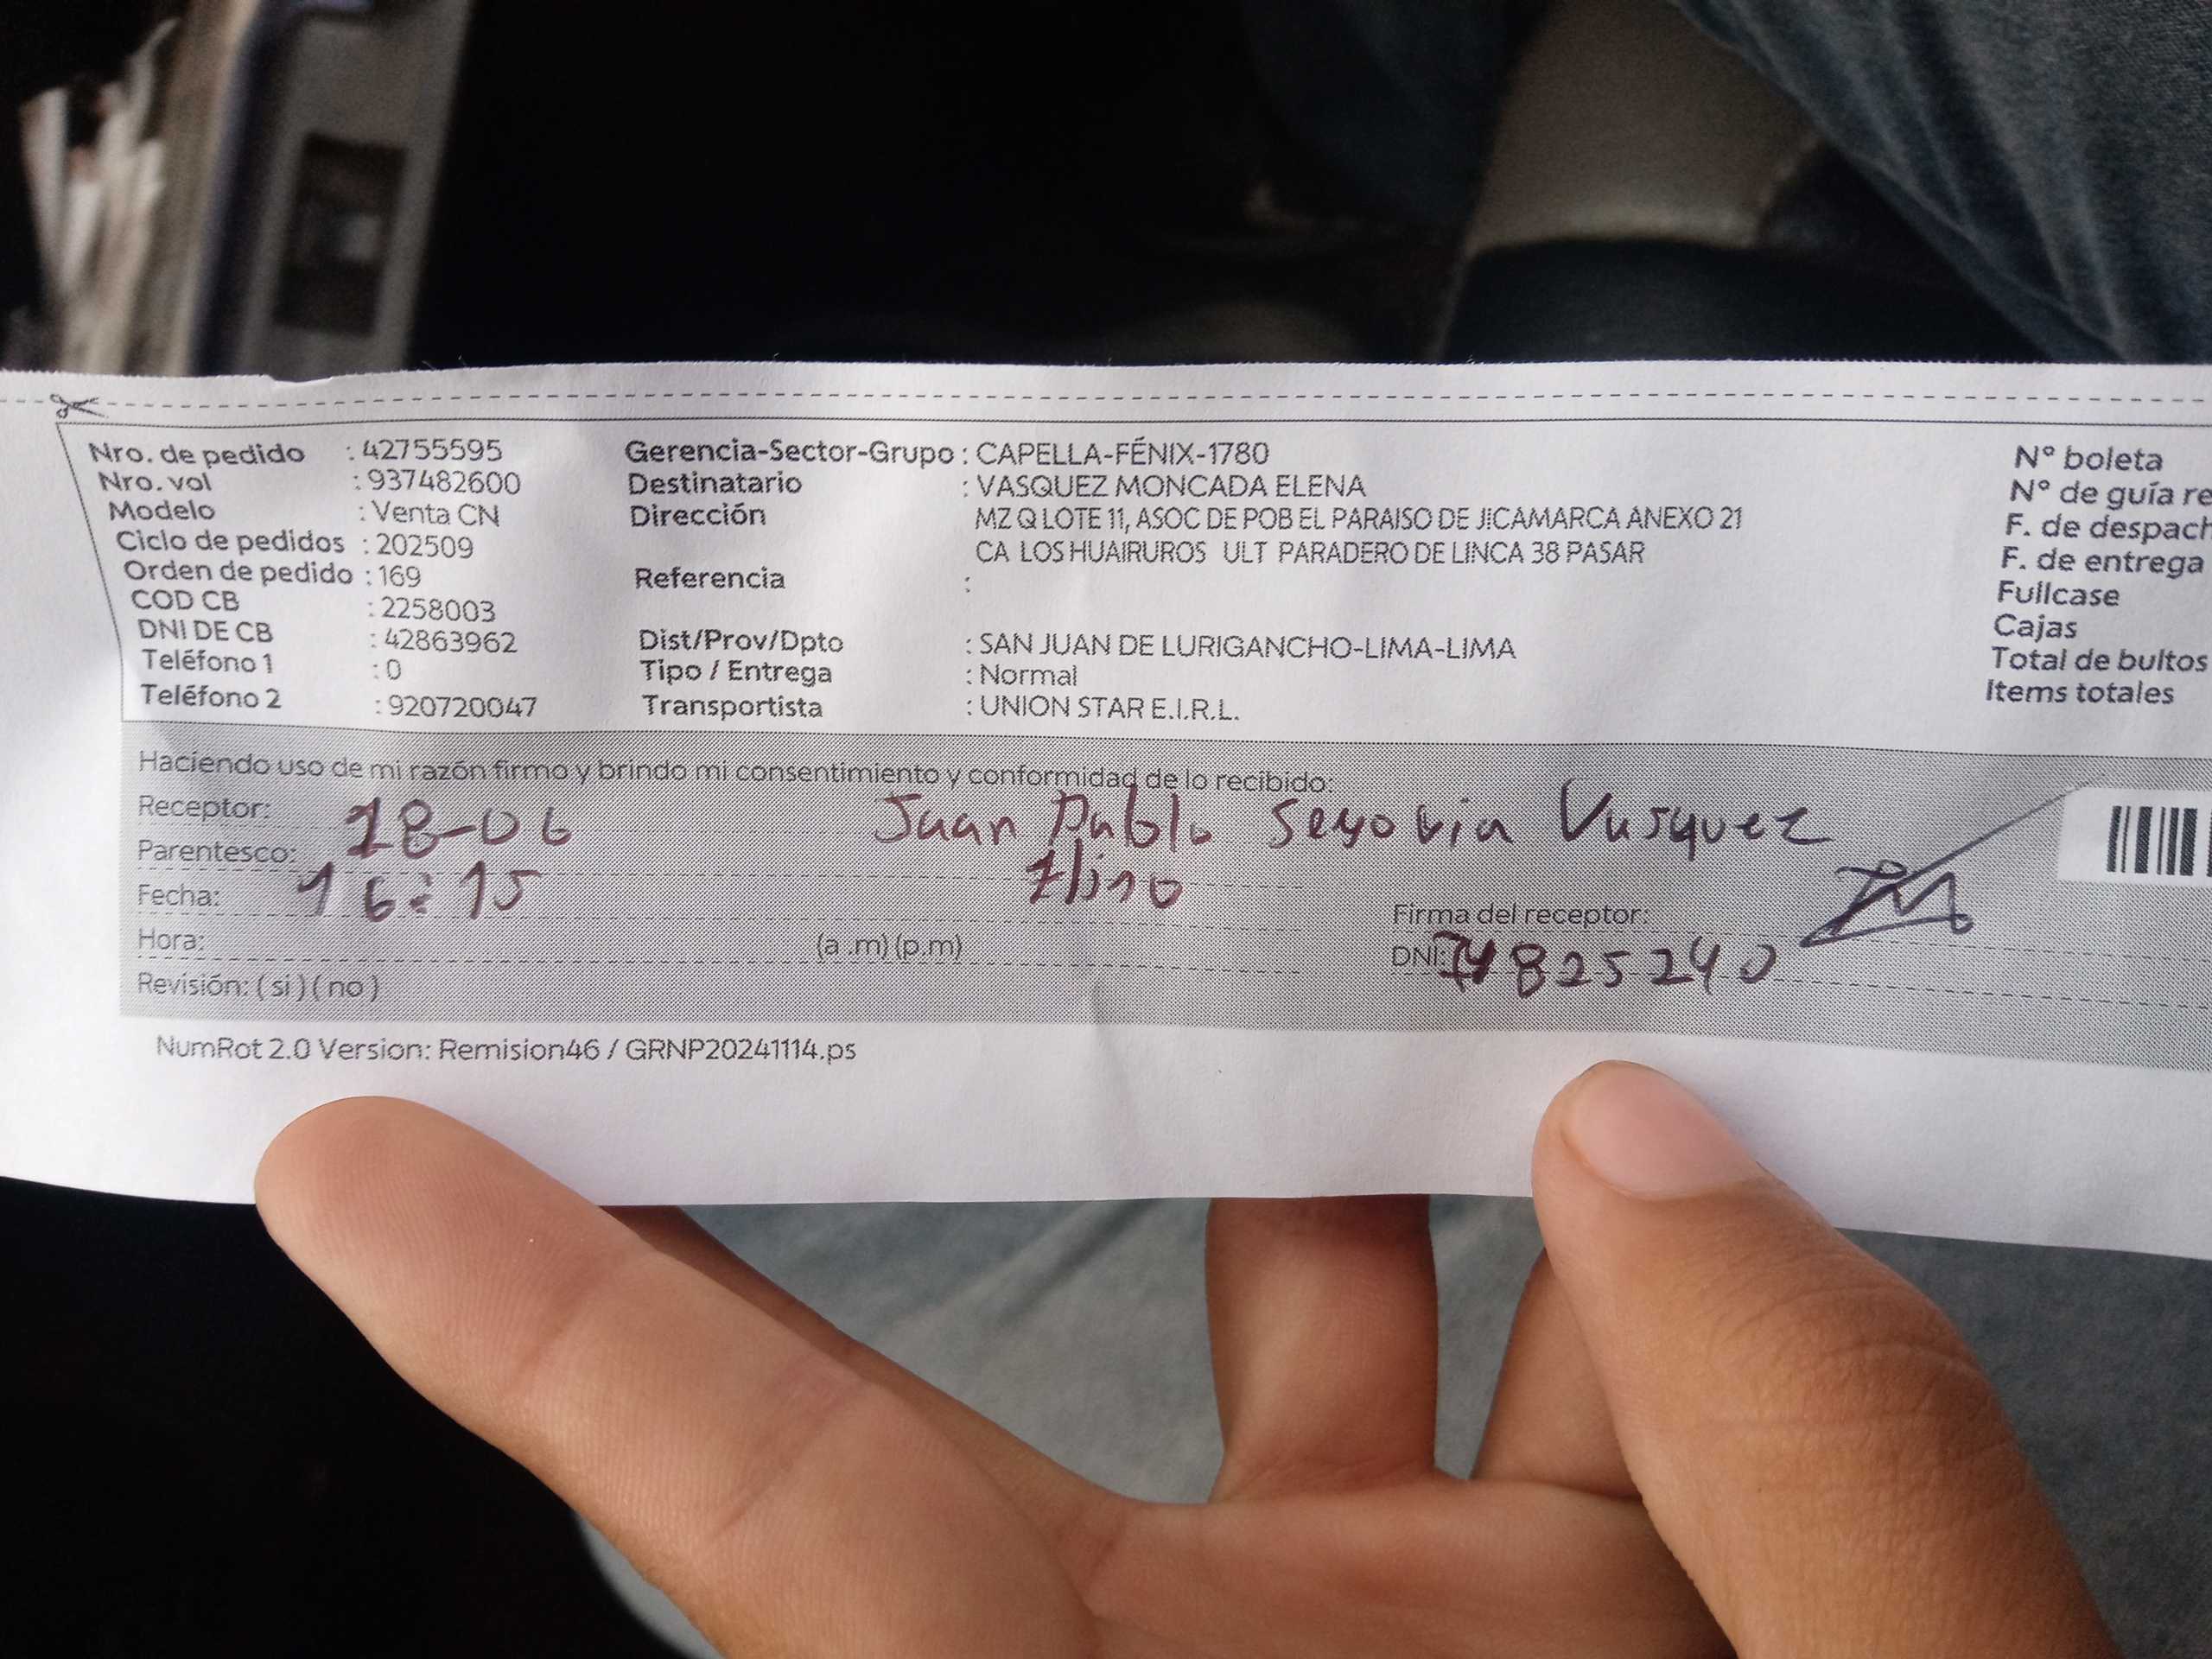 Nro. de pedido : 42755595
Nro. vol : 937482600
Modelo : Venta CN
Ciclo de pedidos : 202509
Orden de pedido : 169
COD CB : 2258003
DNI DE CB : 42863962
Teléfono 1 : 0
Teléfono 2 : 920720047
Gerencia-Sector-Grupo : CAPELLA-FÉNIX-1780
Destinatario : VASQUEZ MONCADA ELENA
Dirección MZ Q LOTE 11, ASOC DE POB EL PARAISO DE JICAMARCA ANEXO 21
CA LOS HUAIRUROS ULT PARADERO DE LINCA 38 PASAR
Referencia :
Dist/Prov/Dpto : SAN JUAN DE LURIGANCHO-LIMA-LIMA
Tipo / Entrega : Normal
Transportista : UNION STAR E.I.R.L.
N° boleta
N° de guía re
F. de despach
F. de entrega
Fullcase
Cajas
Total de bultos
Items totales
Haciendo uso de mi razón firmo y brindo mi consentimiento y conformidad de lo recibido:
Receptor: 18-06 Juan Pablo Segovia Vasquez
Parentesco:
Fecha: 16:15
Firma del receptor:
Hora: (a .m) (p.m)
DNI: 74825240
Revisión: ( si ) ( no )
NumRot 2.0 Version: Remision46 / GRNP20241114.ps